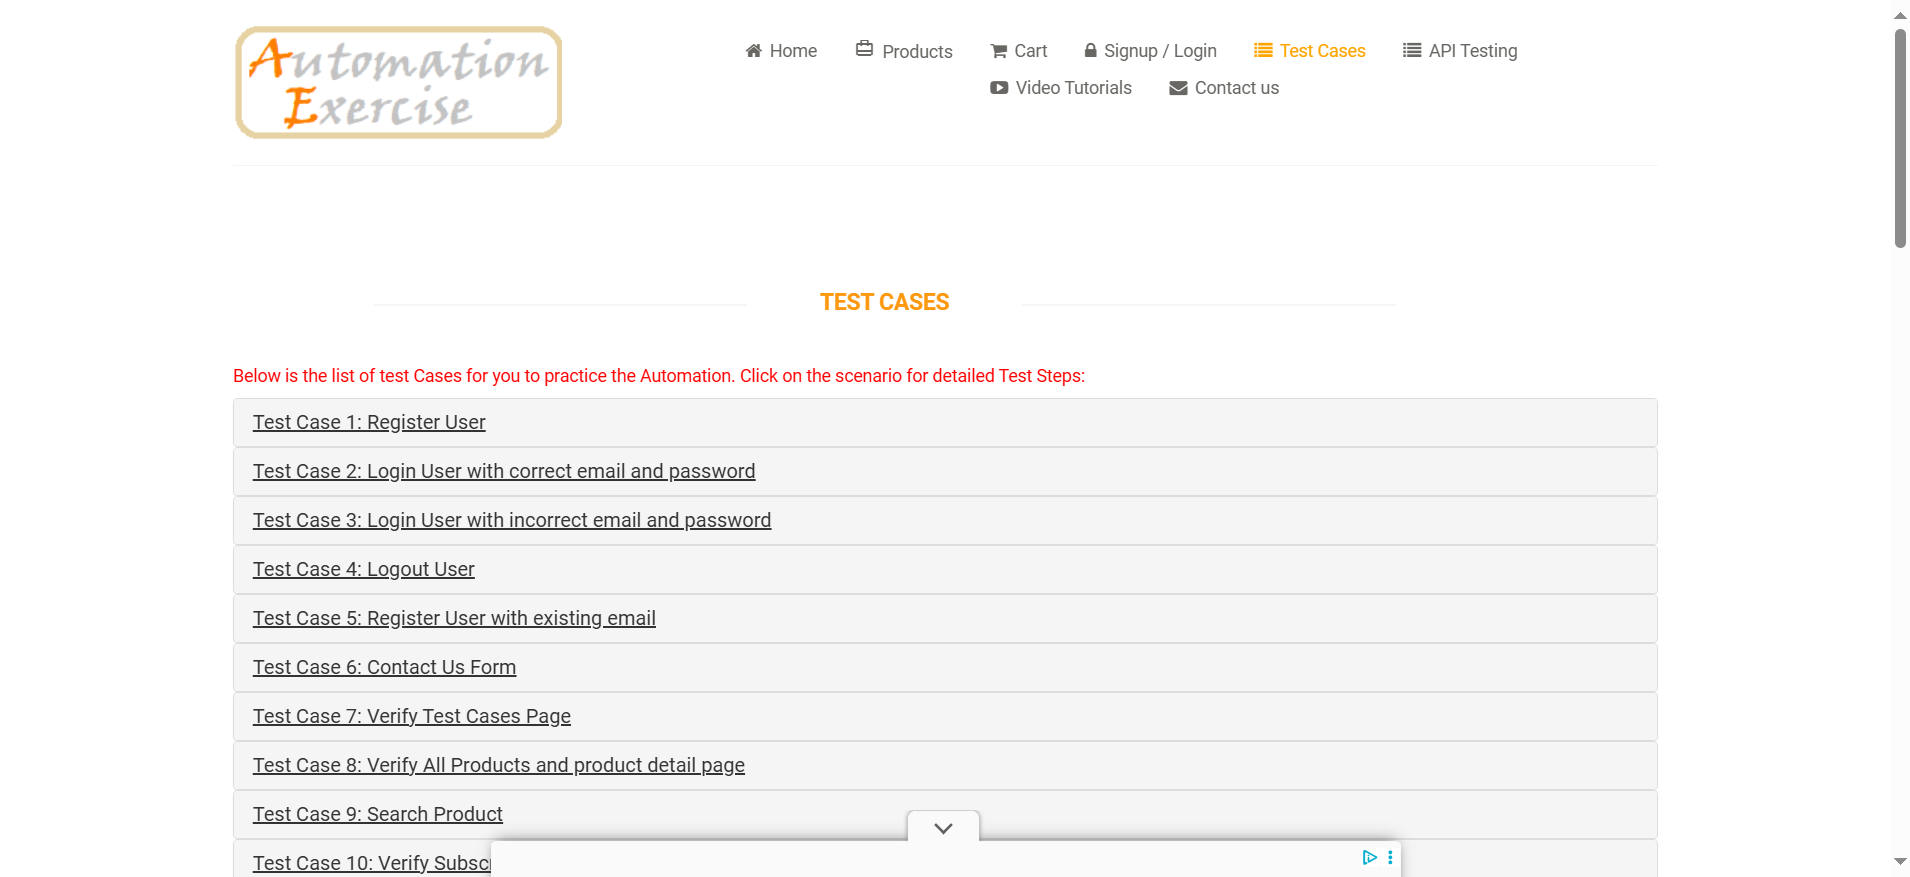 Automation
Exercise
Home
Products
Cart
Signup / Login
Test Cases
API Testing
Video Tutorials
Contact us
TEST CASES
Below is the list of test Cases for you to practice the Automation. Click on the scenario for detailed Test Steps:
Test Case 1: Register User
Test Case 2: Login User with correct email and password
Test Case 3: Login User with incorrect email and password
Test Case 4: Logout User
Test Case 5: Register User with existing email
Test Case 6: Contact Us Form
Test Case 7: Verify Test Cases Page
Test Case 8: Verify All Products and product detail page
Test Case 9: Search Product
Test Case 10: Verify